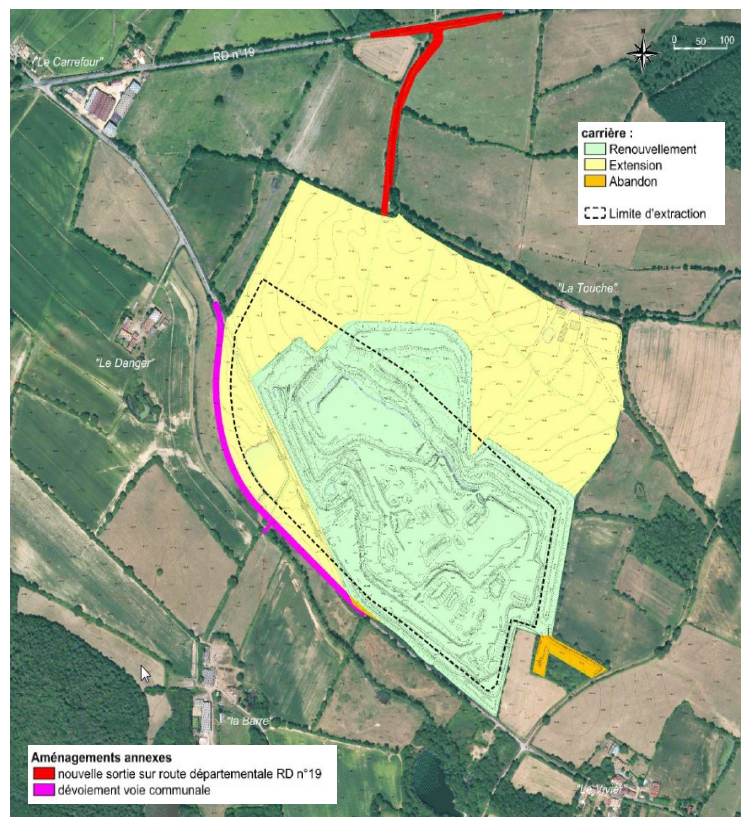 RD n°19
"Le Carrefour"
N
0 50 100
carrière :
Renouvellement
Extension
Abandon
Limite d'extraction
"La Touche"
"Le Danger"
"la Barre"
"Le Vivier"
Aménagements annexes
nouvelle sortie sur route départementale RD n°19
dévoiement voie communale